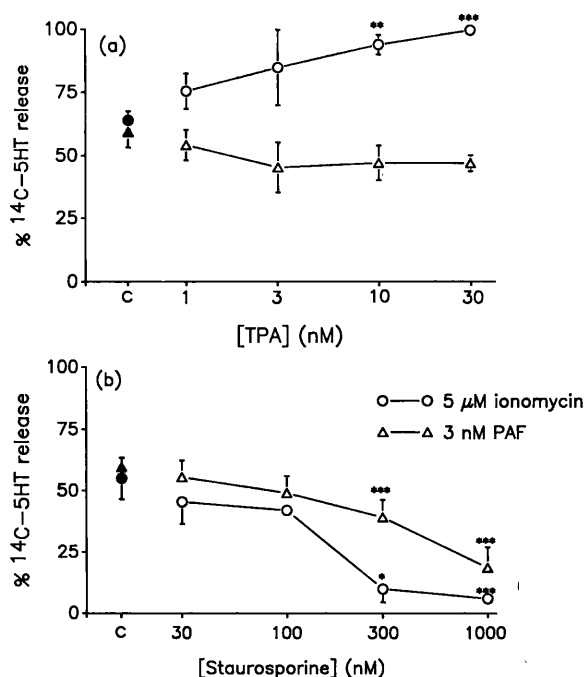 (a)
100
75
50
25
0
% ¹⁴C-5HT release
** ***
C 1 3 10 30
[TPA] (nM)
(b)
100
75
50
25
0
% ¹⁴C-5HT release
5 μM ionomycin
3 nM PAF
*** ***
* ***
C 30 100 300 1000
[Staurosporine] (nM)